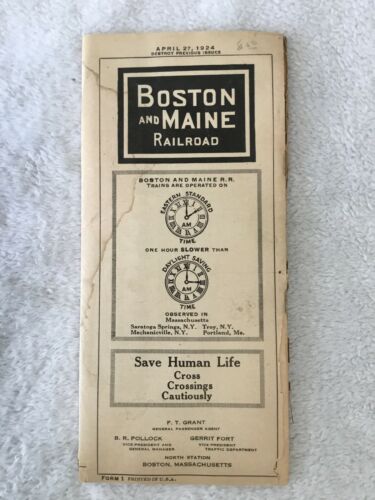 APRIL 27, 1924
DESTROY PREVIOUS ISSUES
BOSTON
AND MAINE
RAILROAD
BOSTON AND MAINE R.R.
TRAINS ARE OPERATED ON
EASTERN STANDARD
AM
TIME
ONE HOUR SLOWER THAN
DAYLIGHT SAVING
AM
TIME
OBSERVED IN
Massachusetts
Saratoga Springs, N.Y. Troy, N.Y.
Mechanicville, N.Y. Portland, Me.
Save Human Life
Cross
Crossings
Cautiously
F. T. GRANT
GENERAL PASSENGER AGENT
B. R. POLLOCK GERRIT FORT
VICE-PRESIDENT AND VICE-PRESIDENT
GENERAL MANAGER TRAFFIC DEPARTMENT
NORTH STATION
BOSTON, MASSACHUSETTS
FORM 1 PRINTED IN U.S.A.